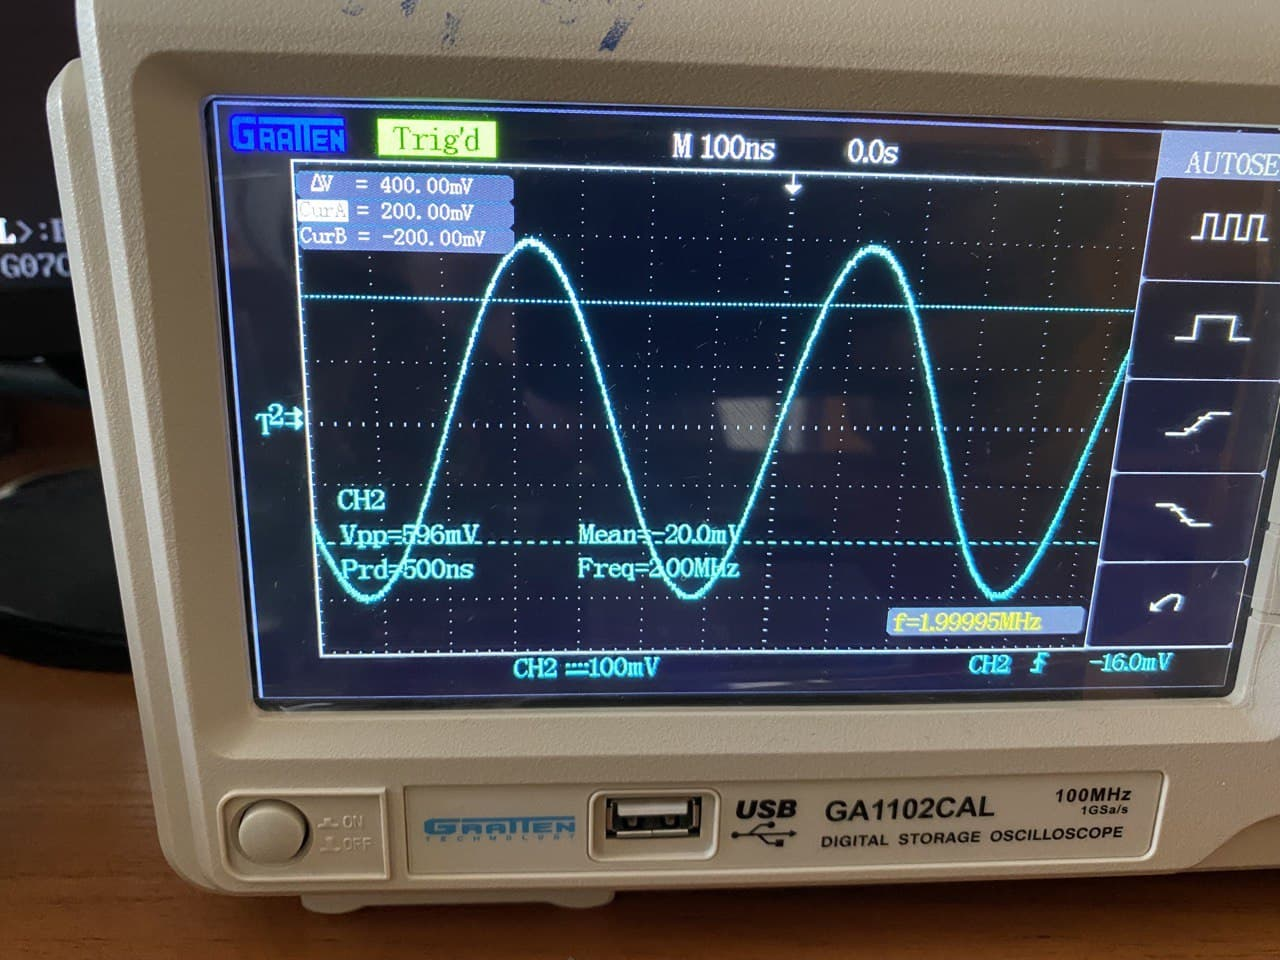 GRATTEN Trig'd M 100ns 0.0s AUTOSE
ΔV = 400.00mV
CurA = 200.00mV
CurB = -200.00mV
L>:
G07C
T 2
CH2
Vpp=596mV Mean=-20.0mV
Prd=500ns Freq=2.00MHz
f=1.99995MHz
CH2 100mV CH2 -16.0mV
ON
OFF
GRATTEN
TECHNOLOGY
USB
GA1102CAL
100MHz
1GSa/s
DIGITAL STORAGE OSCILLOSCOPE